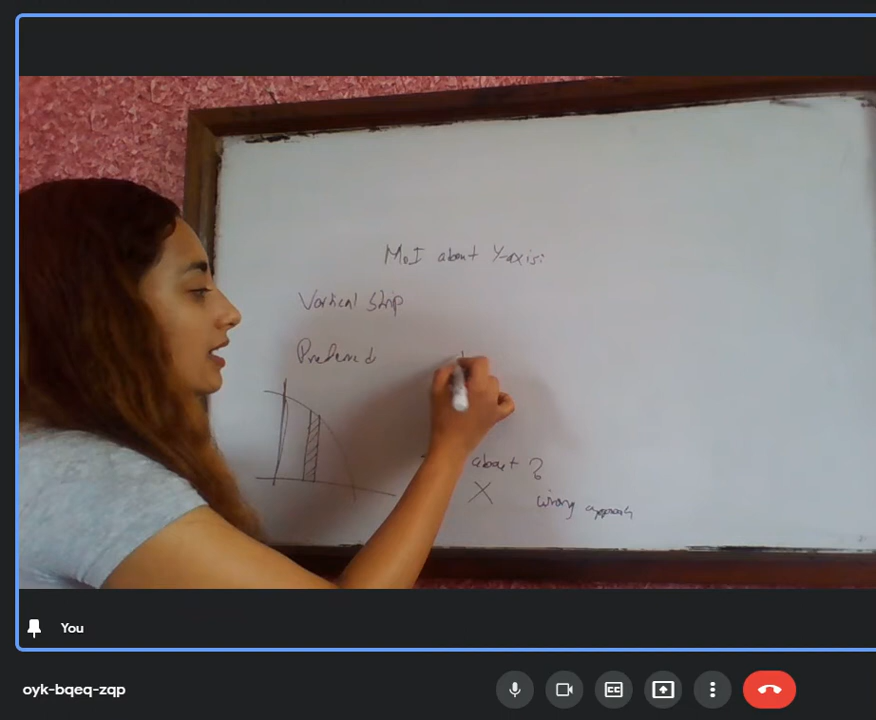 MoI about Y-axis:
Vertical Strip
Preferred
about ?
X wrong approach
You
oyk-bqeq-zqp